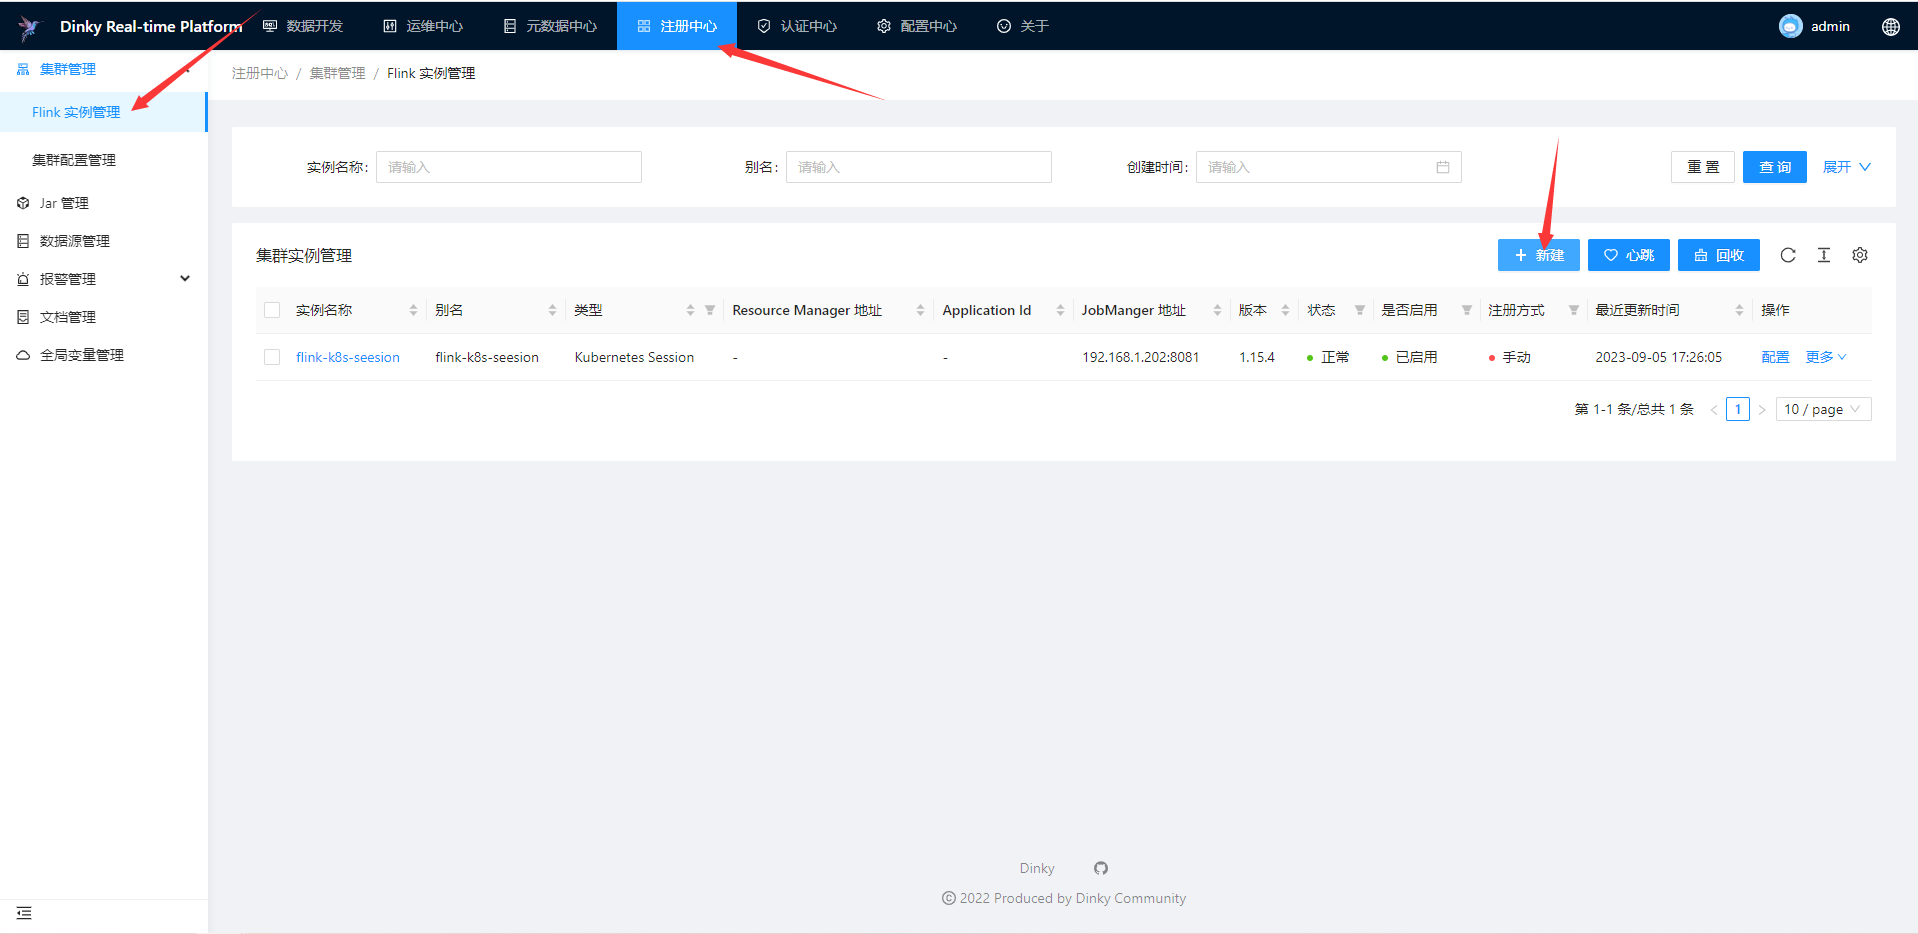 Dinky Real-time Platform 数据开发 运维中心 元数据中心 注册中心 认证中心 配置中心 关于 admin
集群管理
Flink 实例管理
集群配置管理
Jar 管理
数据源管理
报警管理
文档管理
全局变量管理
注册中心 / 集群管理 / Flink 实例管理
实例名称: 请输入 别名: 请输入 创建时间: 请输入 重 置 查 询 展开
集群实例管理 新建 心跳 回收
实例名称 别名 类型 Resource Manager 地址 Application Id JobManger 地址 版本 状态 是否启用 注册方式 最近更新时间 操作
flink-k8s-seesion flink-k8s-seesion Kubernetes Session - - 192.168.1.202:8081 1.15.4 正常 已启用 手动 2023-09-05 17:26:05 配置 更多
第 1-1 条/总共 1 条 < 1 > 10 / page
Dinky
© 2022 Produced by Dinky Community